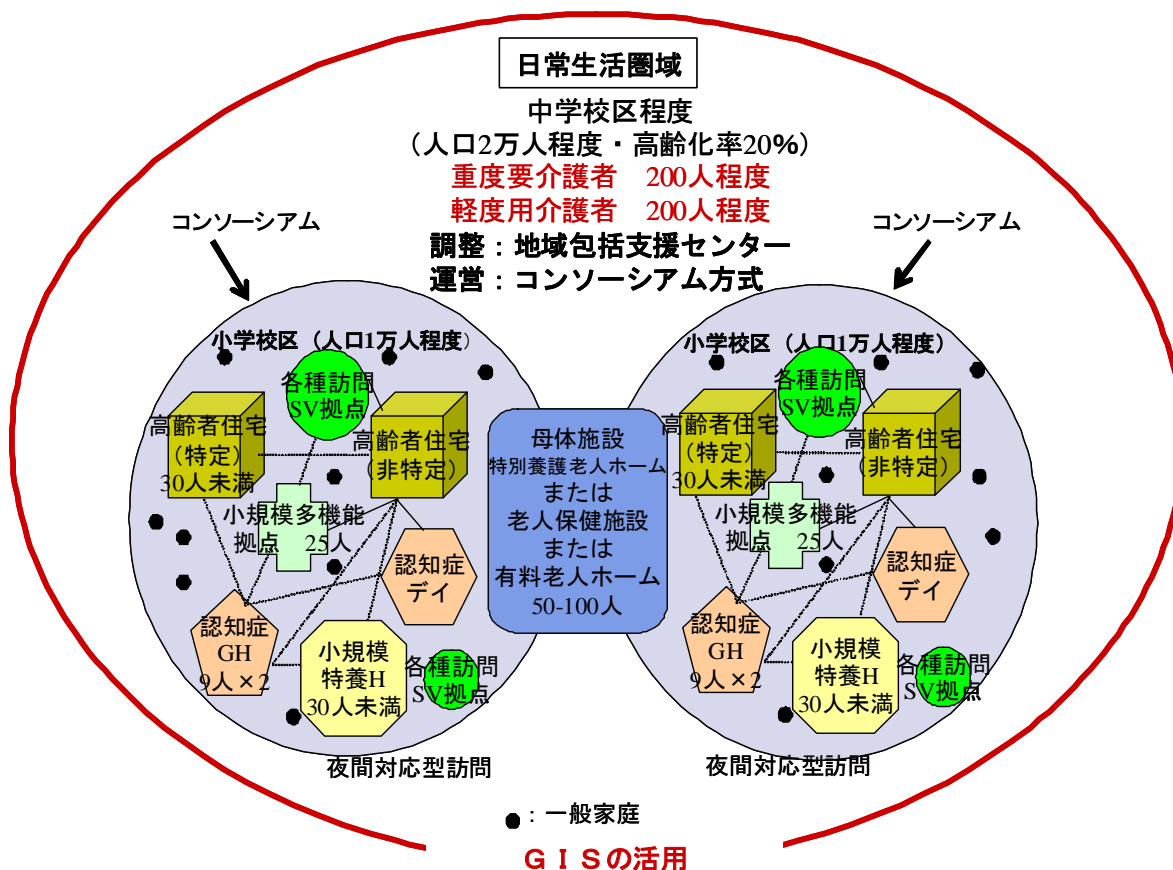 日常生活圏域
中学校区程度
(人口2万人程度・高齢化率20%)
重度要介護者　200人程度
軽度用介護者　200人程度
調整：地域包括支援センター
運営：コンソーシアム方式
コンソーシアム
コンソーシアム
小学校区（人口1万人程度）
各種訪問
SV拠点
高齢者住宅
（特定）
30人未満
高齢者住宅
(非特定)
小規模多機能
拠点　25人
認知症
デイ
認知症
GH
9人×2
小規模
特養H
30人未満
各種訪問
SV拠点
夜間対応型訪問
母体施設
特別養護老人ホーム
または
老人保健施設
または
有料老人ホーム
50-100人
小学校区（人口1万人程度）
各種訪問
SV拠点
高齢者住宅
（特定）
30人未満
高齢者住宅
(非特定)
小規模多機能
拠点　25人
認知症
デイ
認知症
GH
9人×2
小規模
特養H
30人未満
各種訪問
SV拠点
夜間対応型訪問
：一般家庭
ＧＩＳの活用